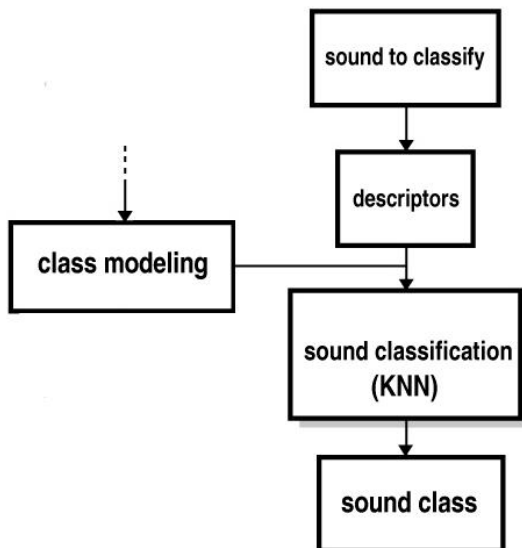 sound to classify
descriptors
class modeling
sound classification
(KNN)
sound class